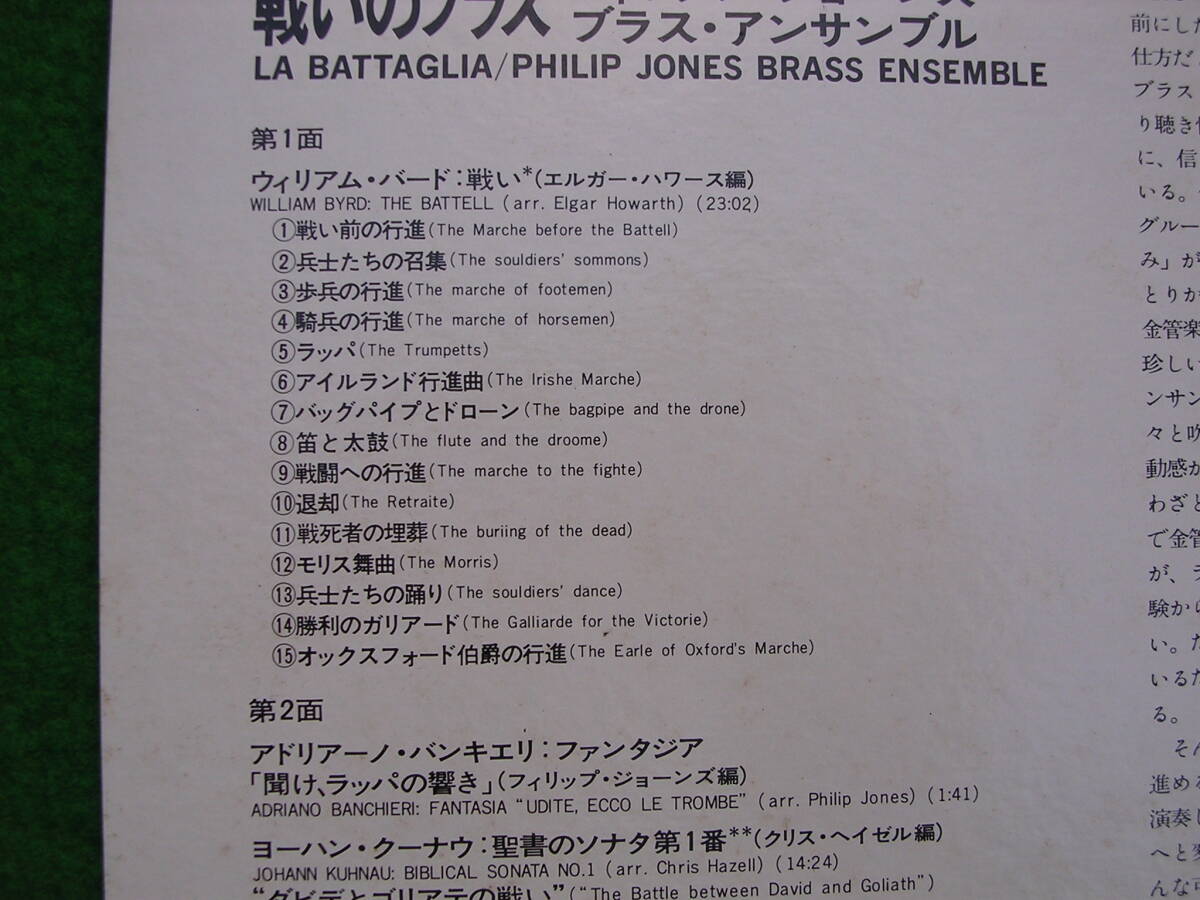 戦いのブラス
ブラス・アンサンブル
LA BATTAGLIA/PHILIP JONES BRASS ENSEMBLE
第1面
ウィリアム・バード:戦い*(エルガー・ハワース編)
WILLIAM BYRD: THE BATTELL (arr. Elgar Howarth) (23:02)
①戦い前の行進(The Marche before the Battell)
②兵士たちの召集(The souldiers' sommons)
③歩兵の行進(The marche of footemen)
④騎兵の行進(The marche of horsemen)
⑤ラッパ(The Trumpetts)
⑥アイルランド行進曲(The Irishe Marche)
⑦バッグパイプとドローン(The bagpipe and the drone)
⑧笛と太鼓(The flute and the droome)
⑨戦闘への行進(The marche to the fighte)
⑩退却(The Retraite)
⑪戦死者の埋葬(The buriing of the dead)
⑫モリス舞曲(The Morris)
⑬兵士たちの踊り(The souldiers' dance)
⑭勝利のガリアード(The Galliarde for the Victorie)
⑮オックスフォード伯爵の行進(The Earle of Oxford's Marche)
第2面
アドリアーノ・バンキエリ:ファンタジア
「聞け、ラッパの響き」(フィリップ・ジョーンズ編)
ADRIANO BANCHIERI: FANTASIA "UDITE, ECCO LE TROMBE" (arr. Philip Jones) (1:41)
ヨーハン・クーナウ:聖書のソナタ第1番**(クリス・ヘイゼル編)
JOHANN KUHNAU: BIBLICAL SONATA NO.1 (arr. Chris Hazell) (14:24)
"ダビデとゴリアテの戦い"("The Battle between David and Goliath")
前にした
仕方だ
ブラス
り聴き
に、信
いる。
グルー
み」が
とりか
金管楽
珍しい
ンサン
々と吹
動感が
わざと
で金管
が、ラ
験から
い。だ
いるだ
る。
そん
進める
演奏し
へと
んな可